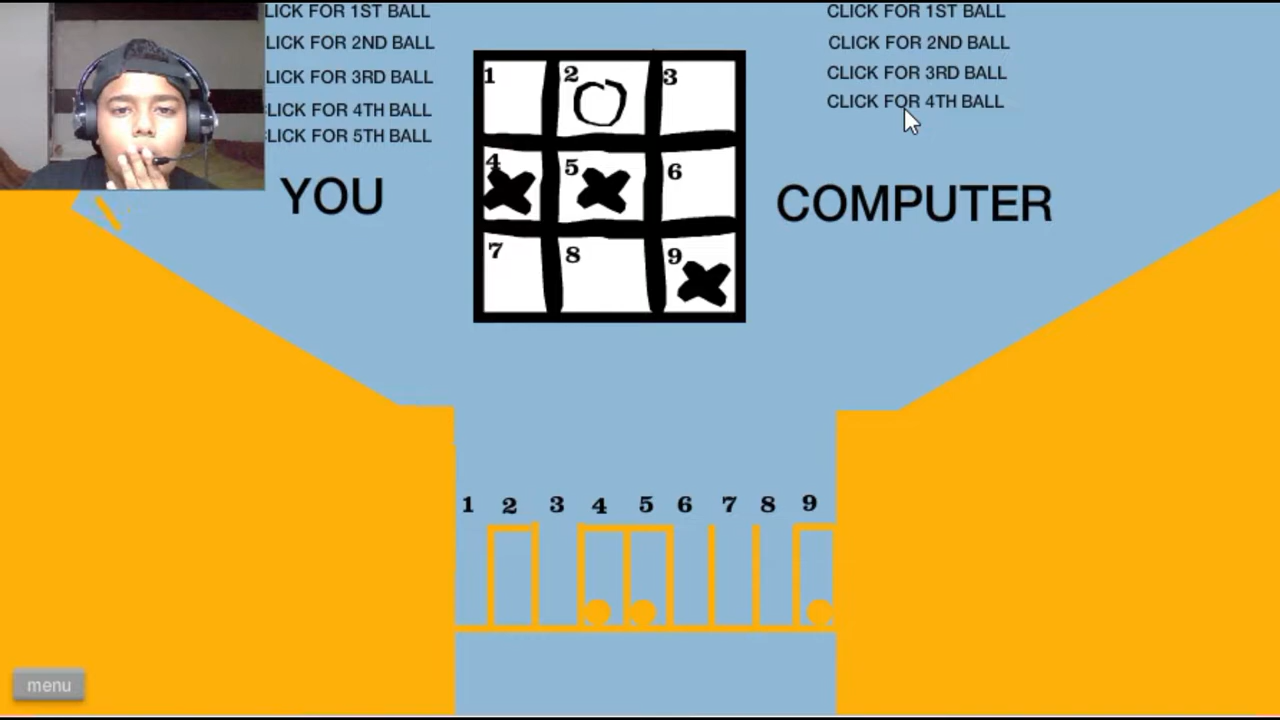 LICK FOR 1ST BALL
LICK FOR 2ND BALL
LICK FOR 3RD BALL
LICK FOR 4TH BALL
LICK FOR 5TH BALL
YOU
1 2 3
4 5 6
7 8 9
CLICK FOR 1ST BALL
CLICK FOR 2ND BALL
CLICK FOR 3RD BALL
CLICK FOR 4TH BALL
COMPUTER
1 2 3 4 5 6 7 8 9
menu